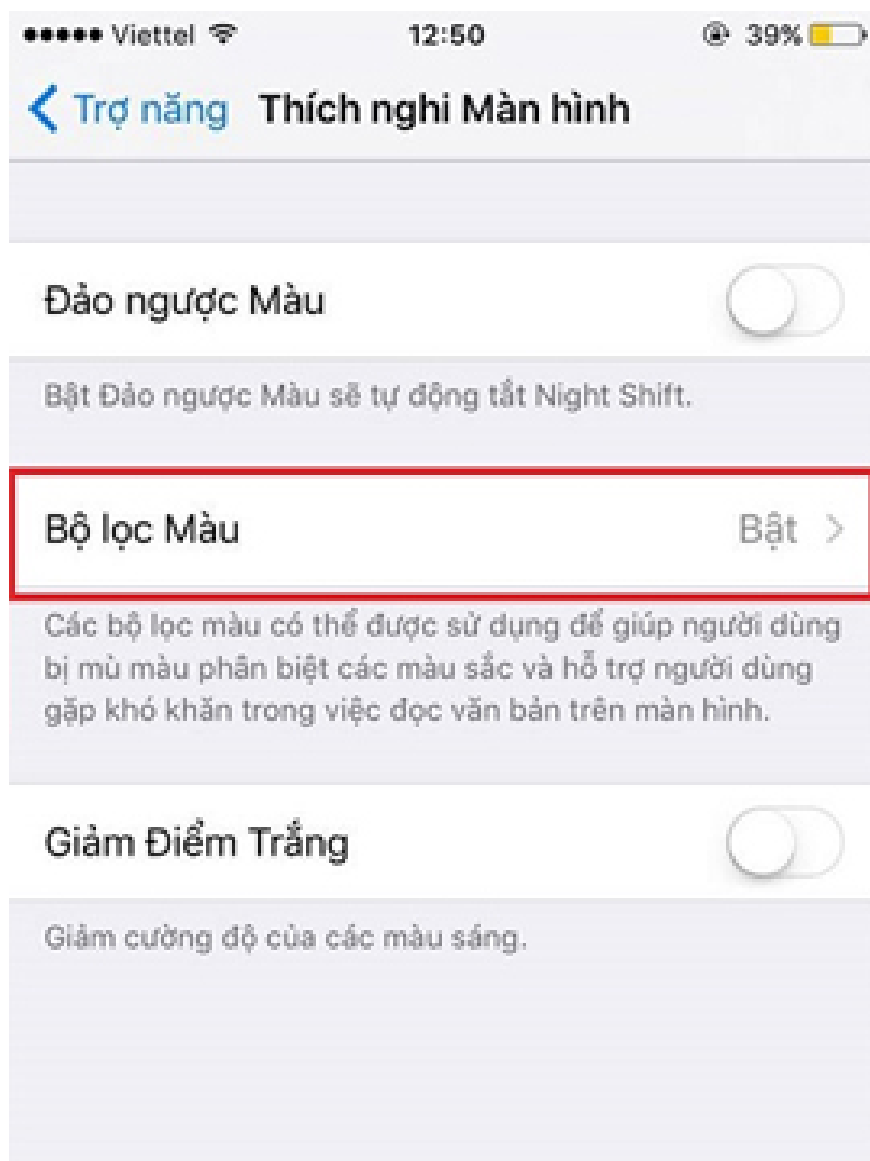 Viettel 12:50 39%
Trợ năng Thích nghi Màn hình
Đảo ngược Màu
Bật Đảo ngược Màu sẽ tự động tắt Night Shift.
Bộ lọc Màu Bật
Các bộ lọc màu có thể được sử dụng để giúp người dùng
bị mù màu phân biệt các màu sắc và hỗ trợ người dùng
gặp khó khăn trong việc đọc văn bản trên màn hình.
Giảm Điểm Trắng
Giảm cường độ của các màu sáng.